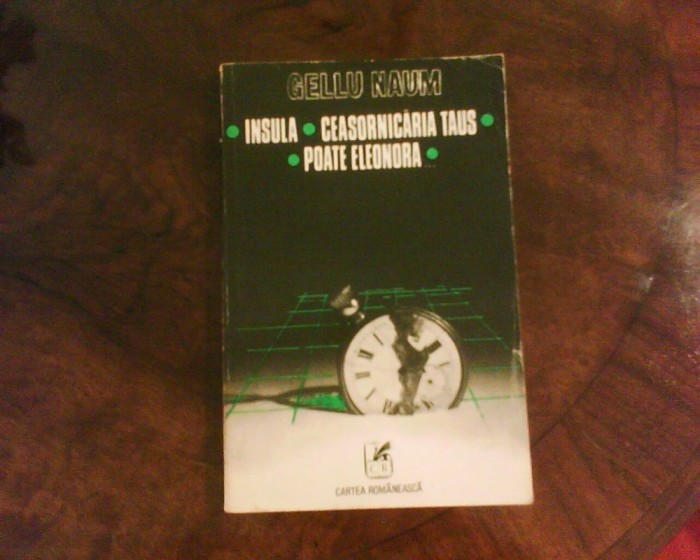 GELLU NAUM
• INSULA • CEASORNICĂRIA TAUS •
• POATE ELEONORA... •
C R
CARTEA ROMÂNEASCĂ